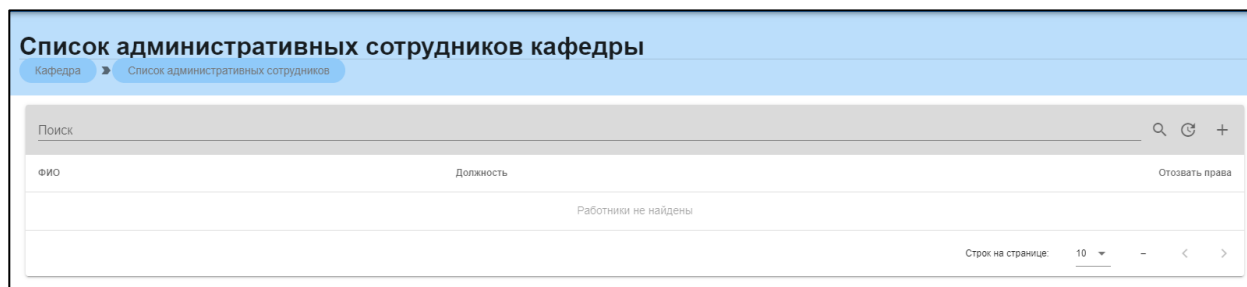 Список административных сотрудников кафедры
Кафедра Список административных сотрудников
Поиск
ФИО Должность Отозвать права
Работники не найдены
Строк на странице: 10 –